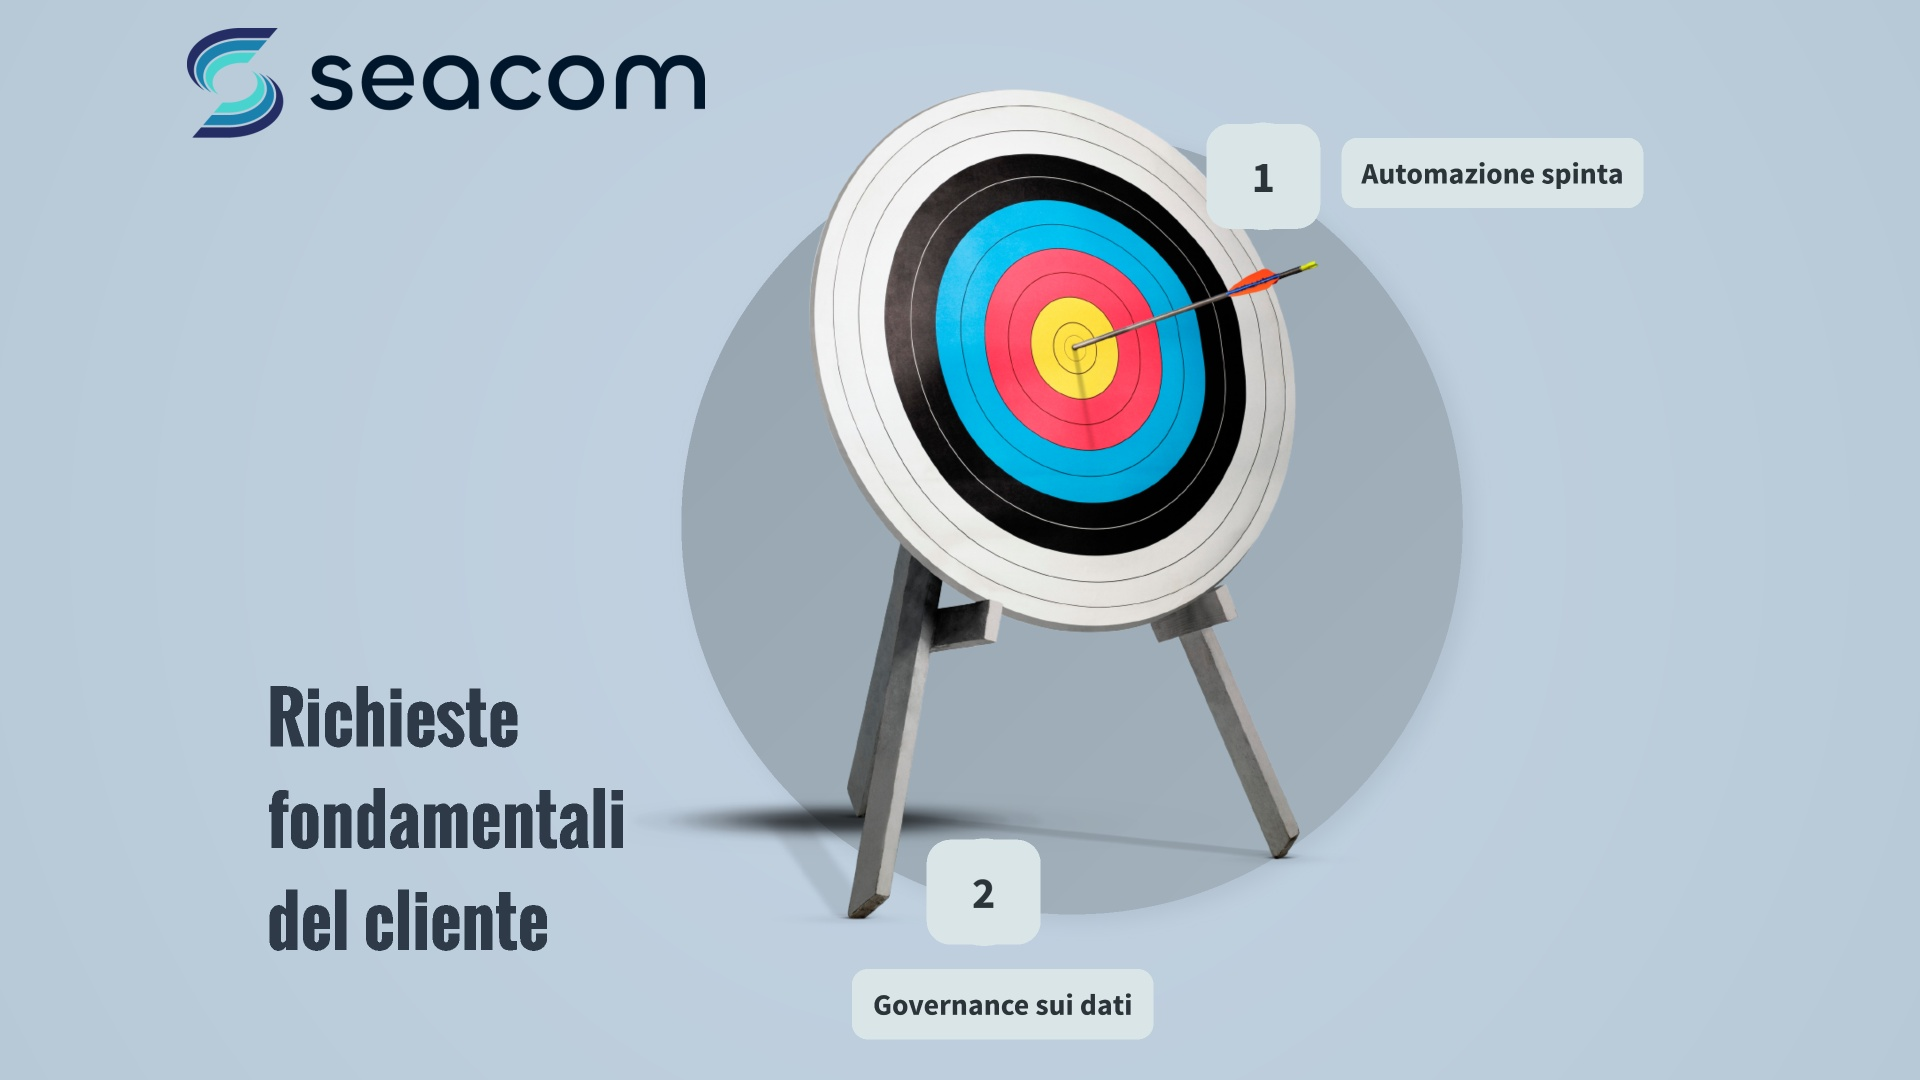 seacom
1
Automazione spinta
Richieste
fondamentali
del cliente
2
Governance sui dati